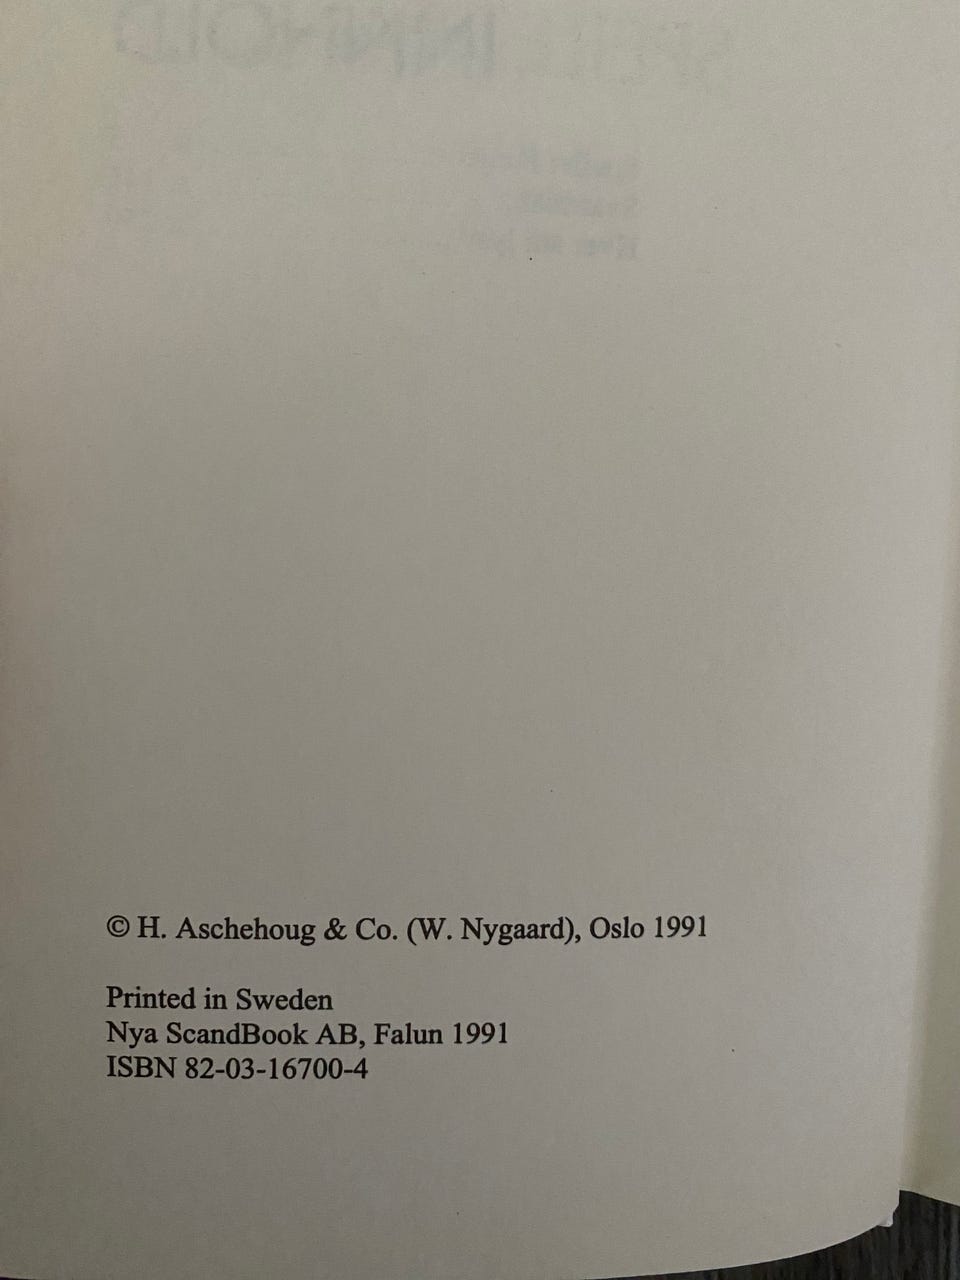 © H. Aschehoug & Co. (W. Nygaard), Oslo 1991
Printed in Sweden
Nya ScandBook AB, Falun 1991
ISBN 82-03-16700-4